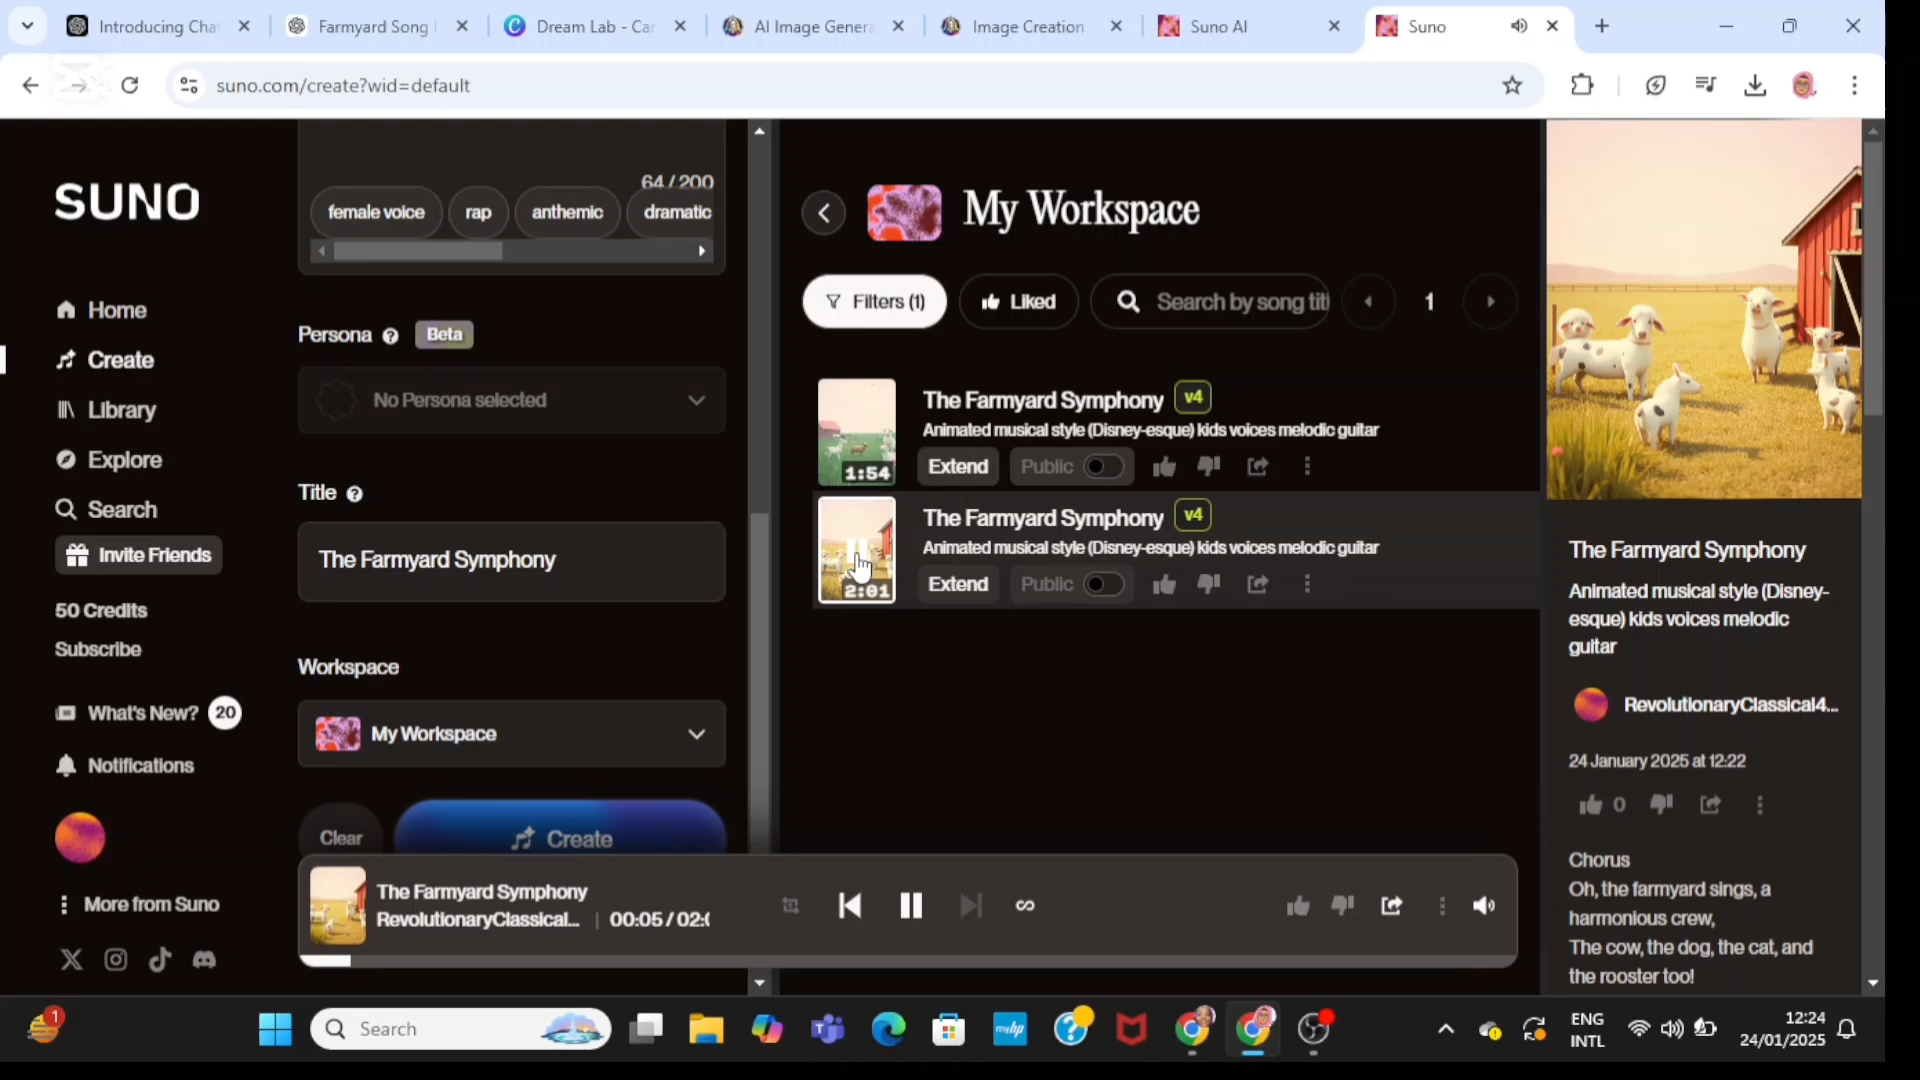 Introducing Cha
Farmyard Song L
Dream Lab - Can
AI Image Genera
Image Creation
Suno AI
Suno
suno.com/create?wid=default
SUNO
Home
Create
Library
Explore
Search
Invite Friends
50 Credits
Subscribe
What's New? 20
Notifications
More from Suno
64 / 200
female voice
rap
anthemic
dramatic
Persona
Beta
No Persona selected
Title
The Farmyard Symphony
Workspace
My Workspace
Clear
Create
My Workspace
Filters (1)
Liked
Search by song titl
1
The Farmyard Symphony v4
Animated musical style (Disney-esque) kids voices melodic guitar
1:54
Extend
Public
The Farmyard Symphony v4
Animated musical style (Disney-esque) kids voices melodic guitar
2:01
Extend
Public
The Farmyard Symphony
Animated musical style (Disney-
esque) kids voices melodic
guitar
RevolutionaryClassical4...
24 January 2025 at 12:22
0
Chorus
Oh, the farmyard sings, a
harmonious crew,
The cow, the dog, the cat, and
the rooster too!
The Farmyard Symphony
RevolutionaryClassical... | 00:05 / 02:0
1
Search
myhp
ENG
INTL
12:24
24/01/2025